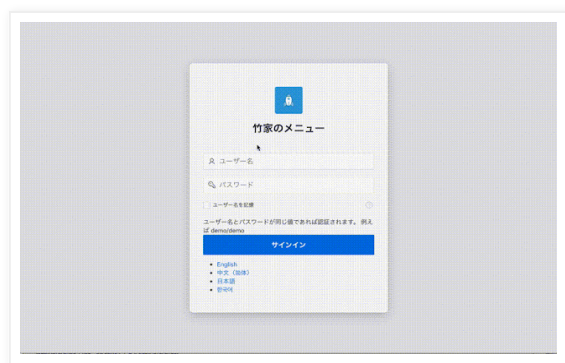 竹家のメニュー
ユーザー名
パスワード
ユーザー名を記憶
ユーザー名とパスワードが同じ値であれば認証されます。 例え
ば demo/demo
サインイン
English
中文（简体）
日本語
한국어